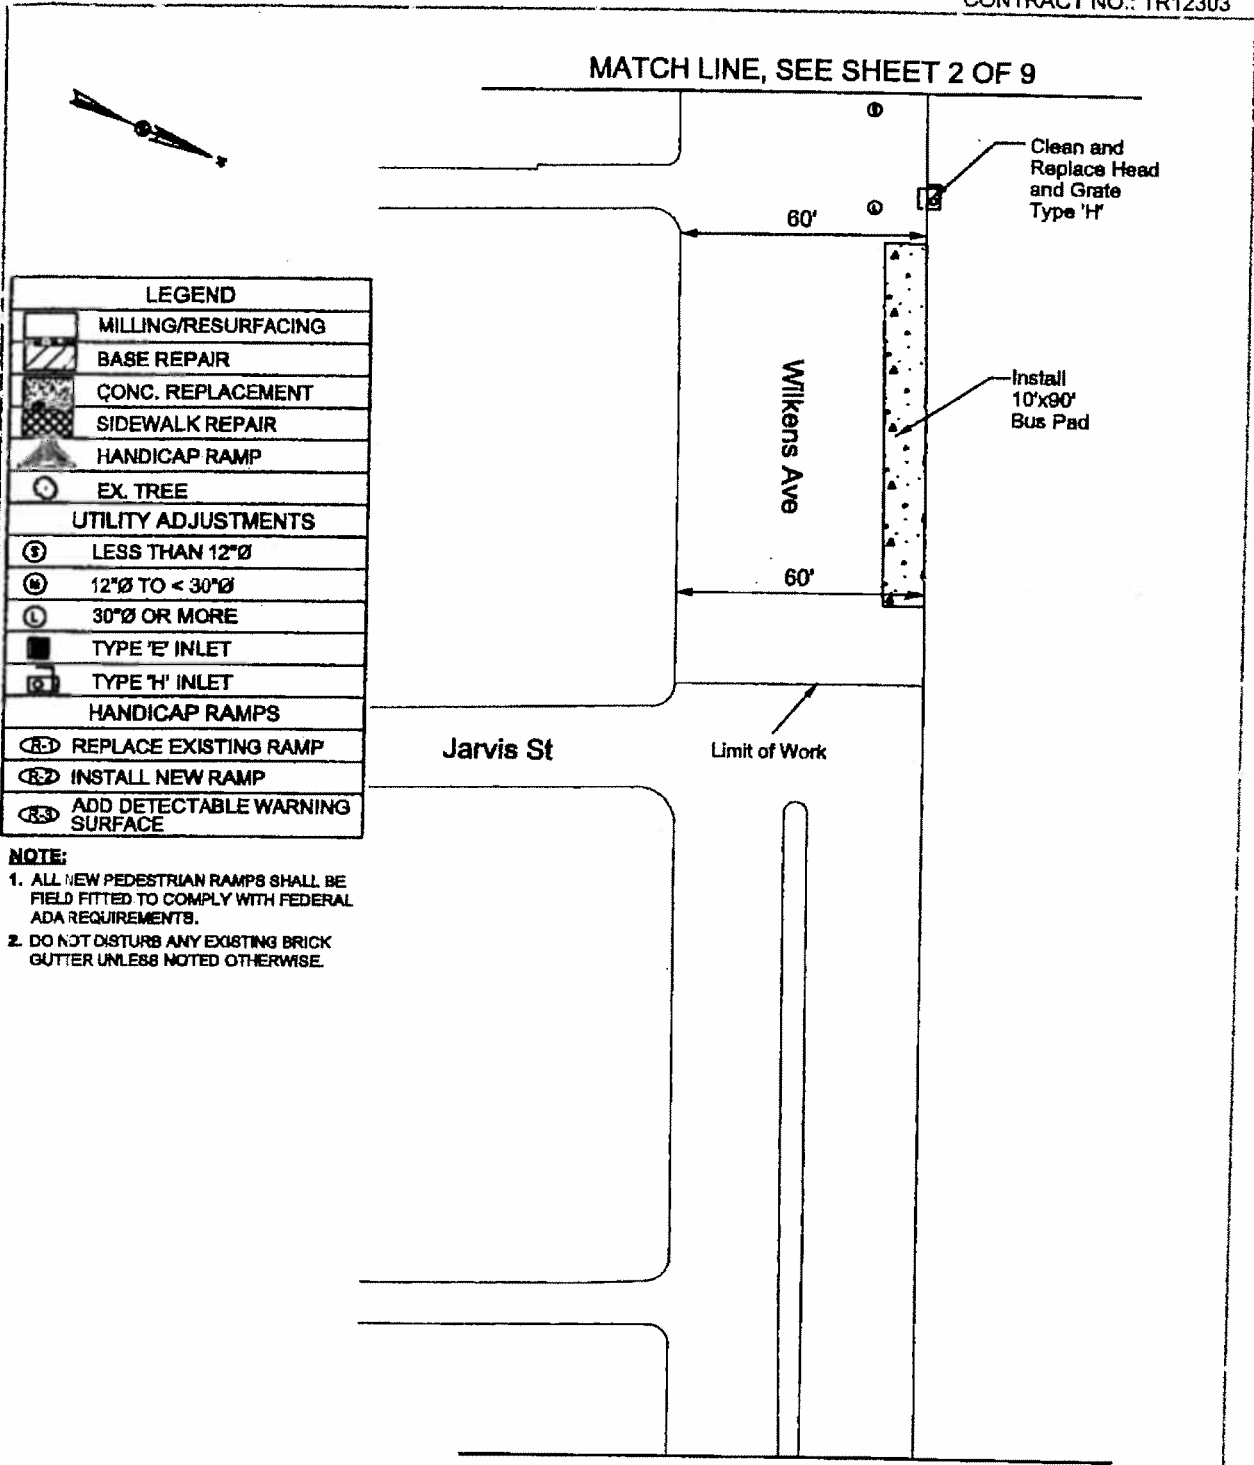 CONTRACT NO.: TR12303
MATCH LINE, SEE SHEET 2 OF 9
Clean and
Replace Head
and Grate
Type 'H'
60'
Install
10'x90'
Bus Pad
Wilkens Ave
60'
Limit of Work
Jarvis St
LEGEND
MILLING/RESURFACING
BASE REPAIR
CONC. REPLACEMENT
SIDEWALK REPAIR
HANDICAP RAMP
EX. TREE
UTILITY ADJUSTMENTS
S LESS THAN 12"Ø
M 12"Ø TO < 30"Ø
L 30"Ø OR MORE
TYPE 'E' INLET
TYPE 'H' INLET
HANDICAP RAMPS
R-1 REPLACE EXISTING RAMP
R-2 INSTALL NEW RAMP
R-3 ADD DETECTABLE WARNING
SURFACE
NOTE:
1. ALL NEW PEDESTRIAN RAMPS SHALL BE
FIELD FITTED TO COMPLY WITH FEDERAL
ADA REQUIREMENTS.
2. DO NOT DISTURB ANY EXISTING BRICK
GUTTER UNLESS NOTED OTHERWISE.